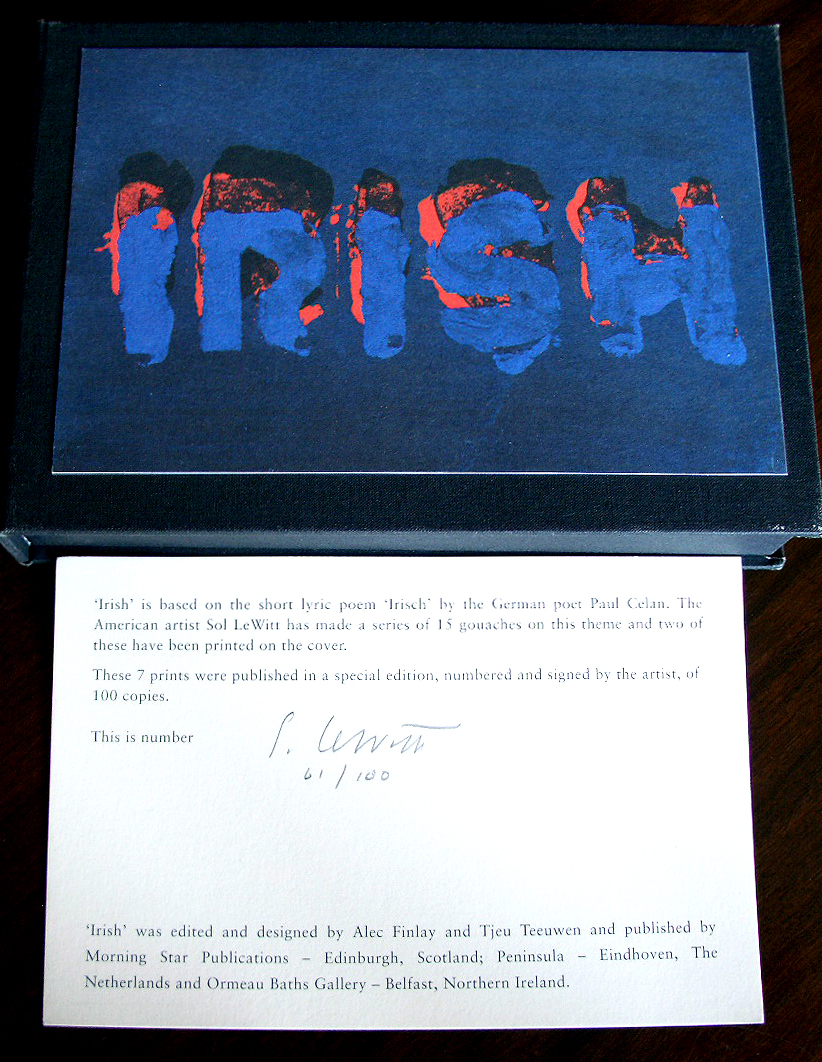 IRISH
'Irish' is based on the short lyric poem 'Irisch' by the German poet Paul Celan. The
American artist Sol LeWitt has made a series of 15 gouaches on this theme and two of
these have been printed on the cover.
These 7 prints were published in a special edition, numbered and signed by the artist, of
100 copies.
This is number
S. LeWitt
61/100
'Irish' was edited and designed by Alec Finlay and Tjeu Teeuwen and published by
Morning Star Publications – Edinburgh, Scotland; Peninsula – Eindhoven, The
Netherlands and Ormeau Baths Gallery – Belfast, Northern Ireland.